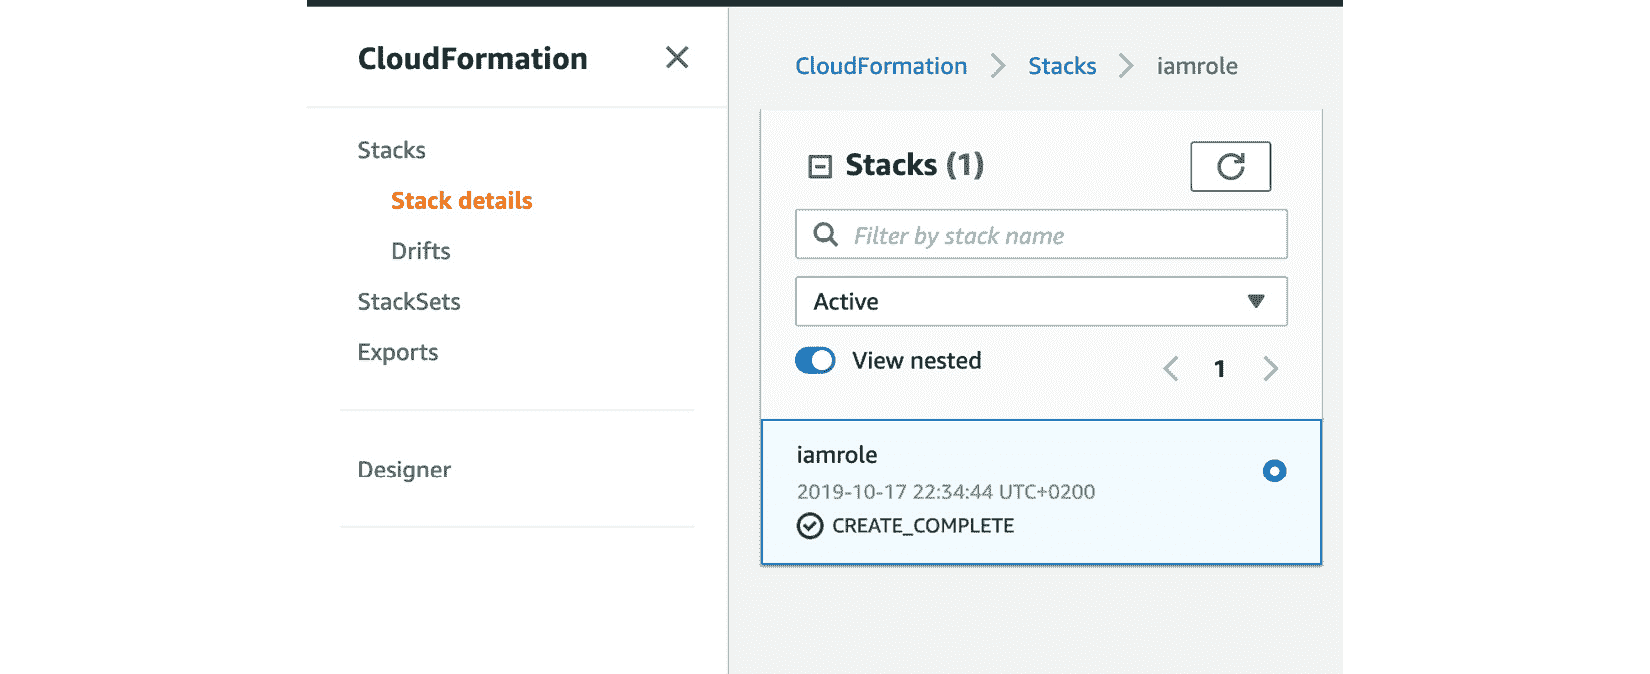 CloudFormation
Stacks
Stack details
Drifts
StackSets
Exports
Designer
CloudFormation Stacks iamrole
Stacks (1)
Filter by stack name
Active
View nested 1
iamrole
2019-10-17 22:34:44 UTC+0200
CREATE_COMPLETE